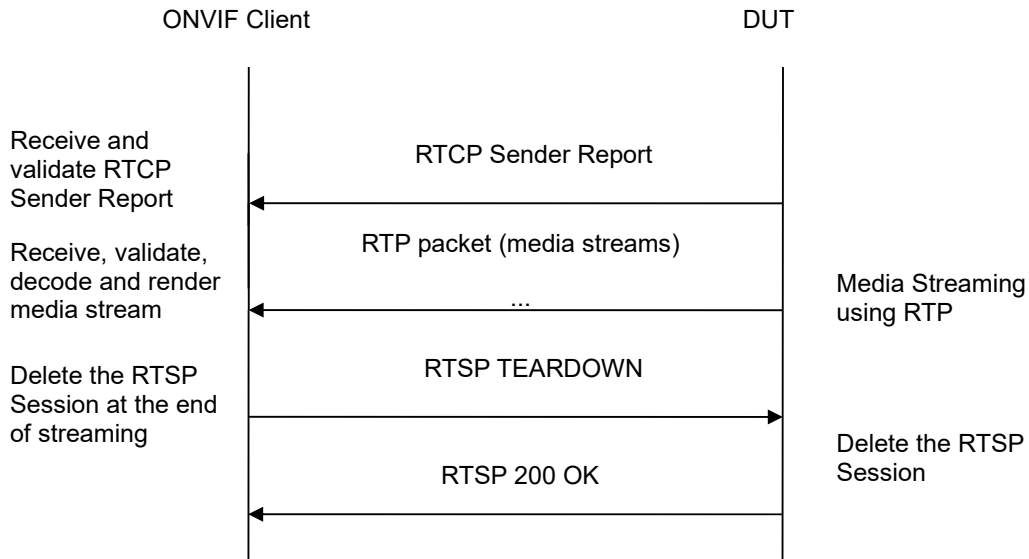 ONVIF Client
DUT
Receive and
validate RTCP
Sender Report
RTCP Sender Report
Receive, validate,
decode and render
media stream
RTP packet (media streams)
...
Media Streaming
using RTP
Delete the RTSP
Session at the end
of streaming
RTSP TEARDOWN
Delete the RTSP
Session
RTSP 200 OK